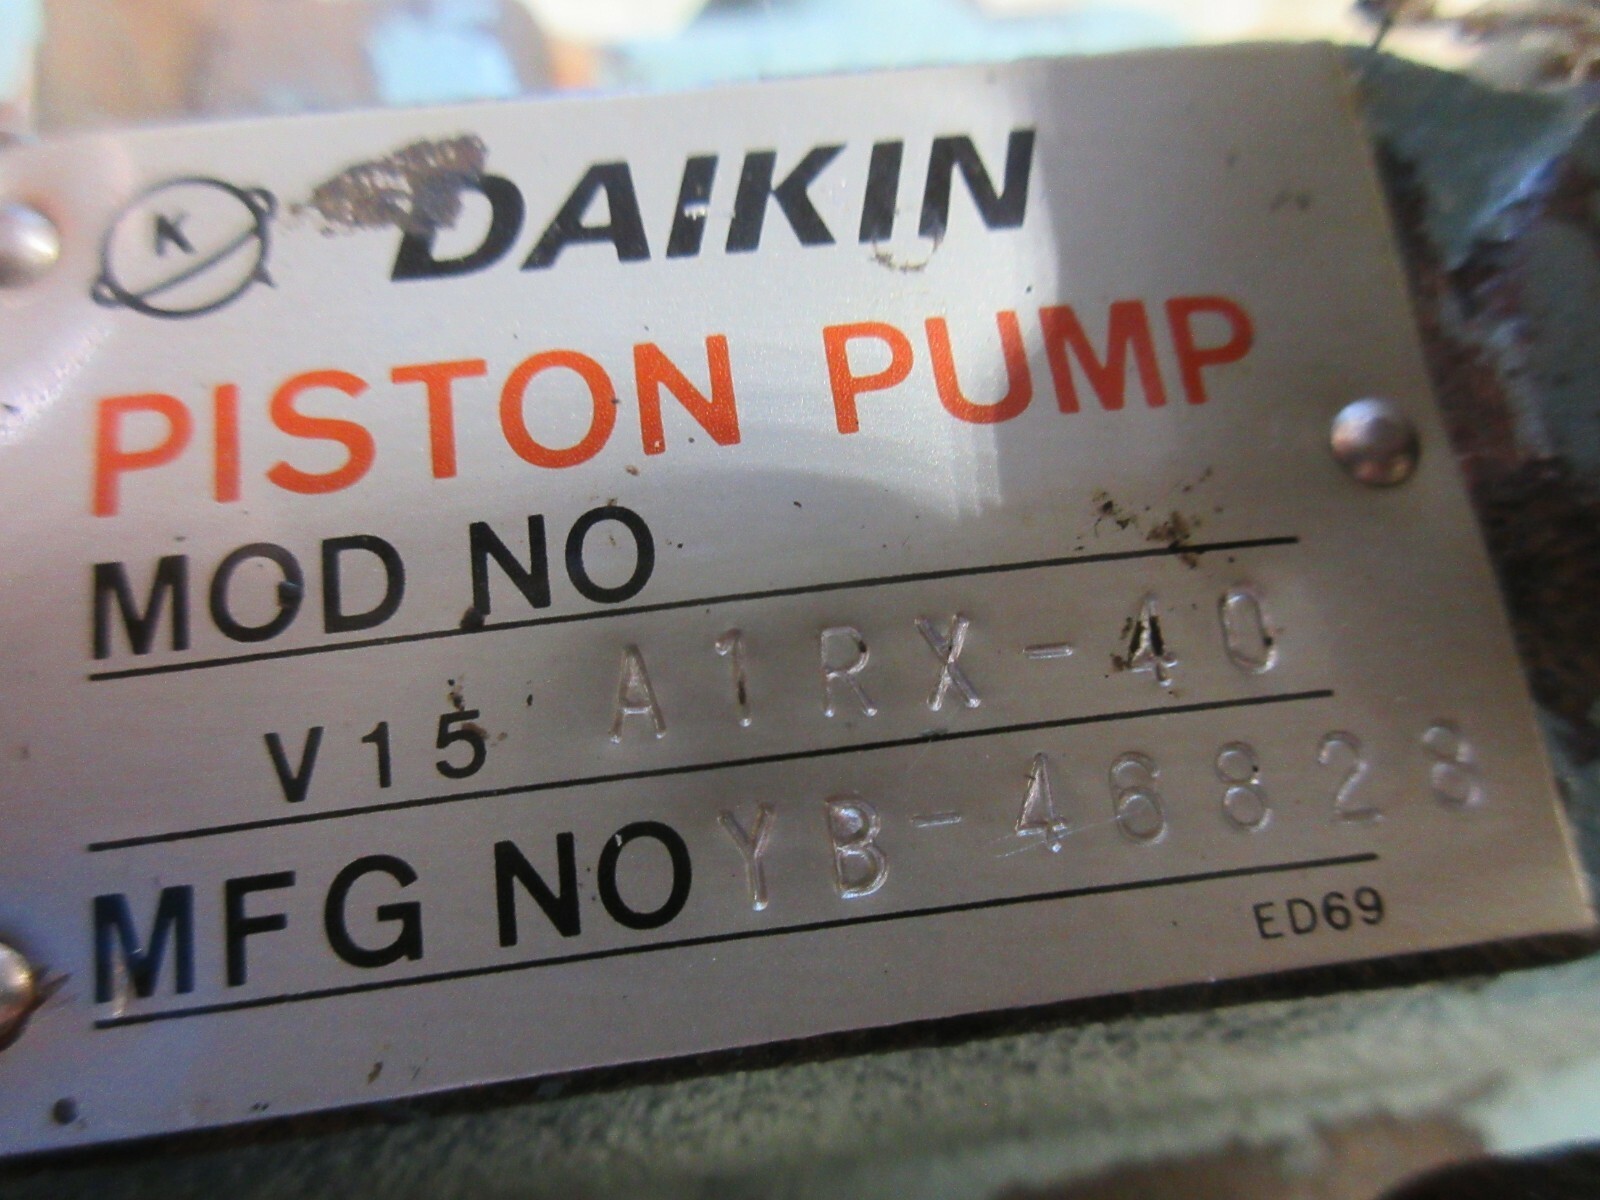 K DAIKIN
PISTON PUMP
MOD NO
V15 A1RX-40
MFG NO YB-46828
ED69